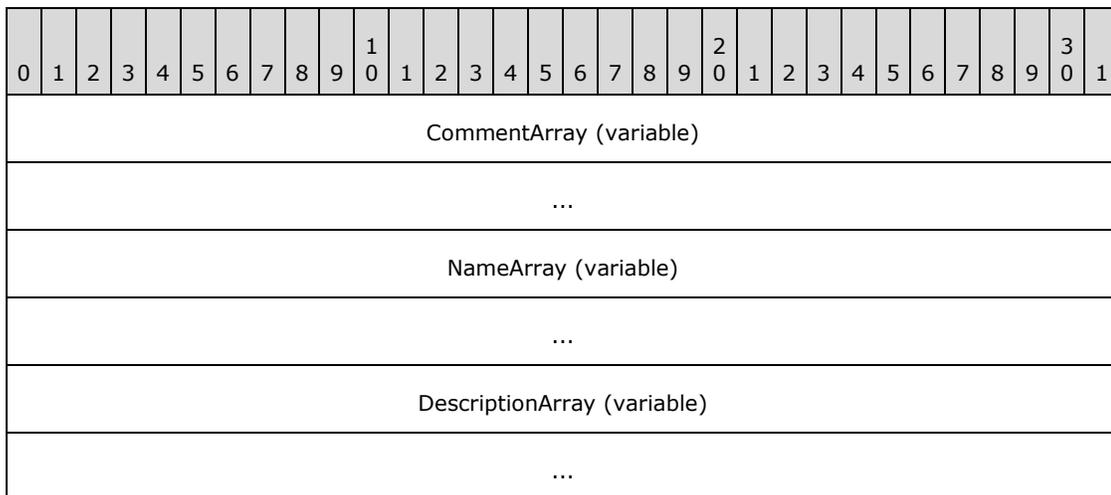 0 1 2 3 4 5 6 7 8 9 1 0 1 2 3 4 5 6 7 8 9 2 0 1 2 3 4 5 6 7 8 9 3 0 1
CommentArray (variable)
...
NameArray (variable)
...
DescriptionArray (variable)
...